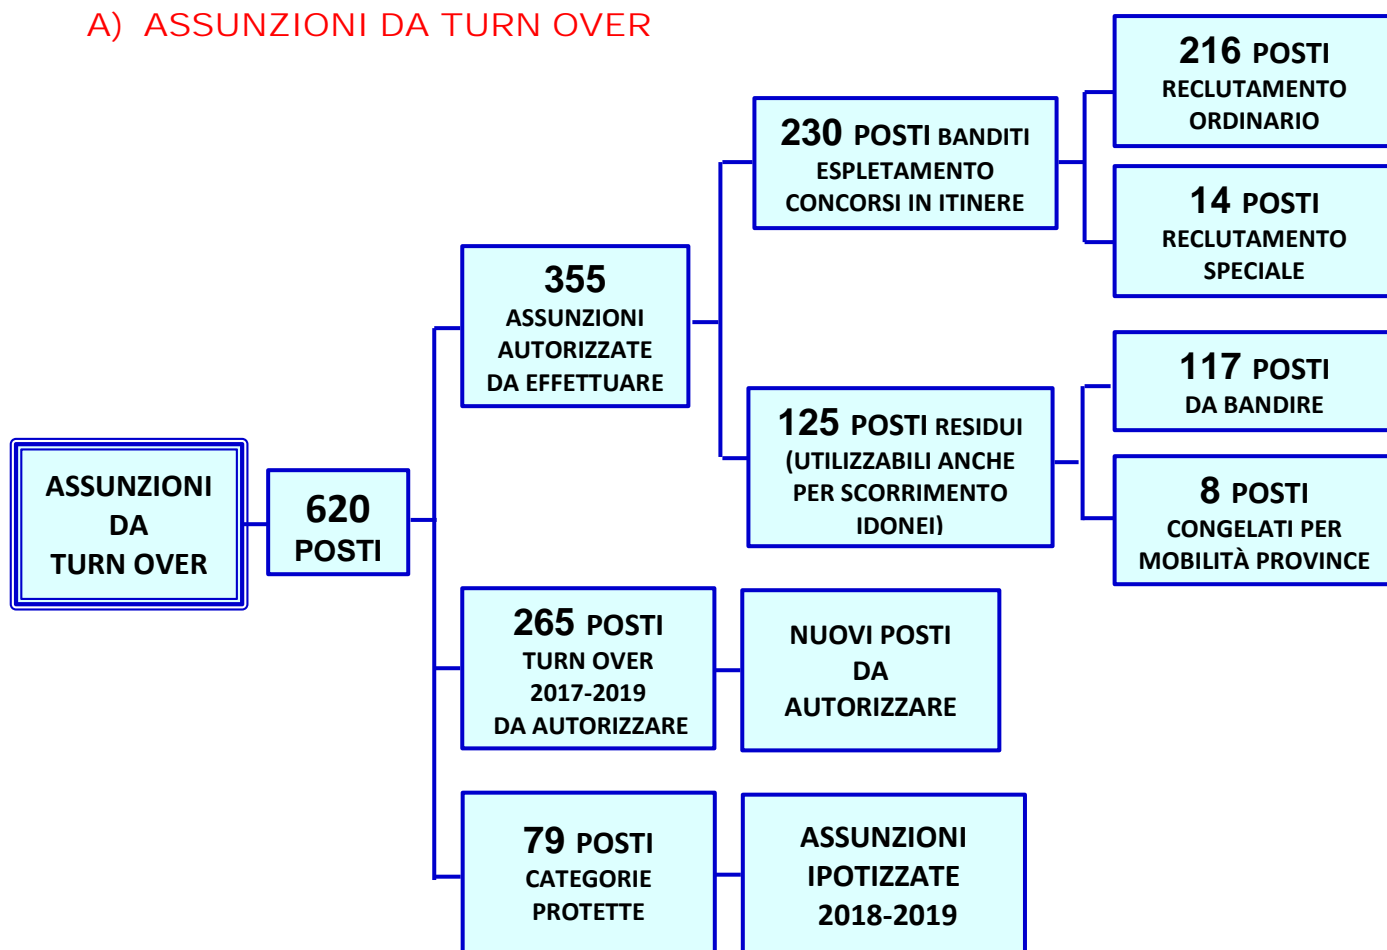 A) ASSUNZIONI DA TURN OVER
216 POSTI
RECLUTAMENTO
ORDINARIO
230 POSTI BANDITI
ESPLETAMENTO
CONCORSI IN ITINERE
14 POSTI
RECLUTAMENTO
SPECIALE
355
ASSUNZIONI
AUTORIZZATE
DA EFFETTUARE
117 POSTI
DA BANDIRE
125 POSTI RESIDUI
(UTILIZZABILI ANCHE
PER SCORRIMENTO
IDONEI)
8 POSTI
CONGELATI PER
MOBILITÀ PROVINCE
ASSUNZIONI
DA
TURN OVER
620
POSTI
265 POSTI
TURN OVER
2017-2019
DA AUTORIZZARE
NUOVI POSTI
DA
AUTORIZZARE
79 POSTI
CATEGORIE
PROTETTE
ASSUNZIONI
IPOTIZZATE
2018-2019